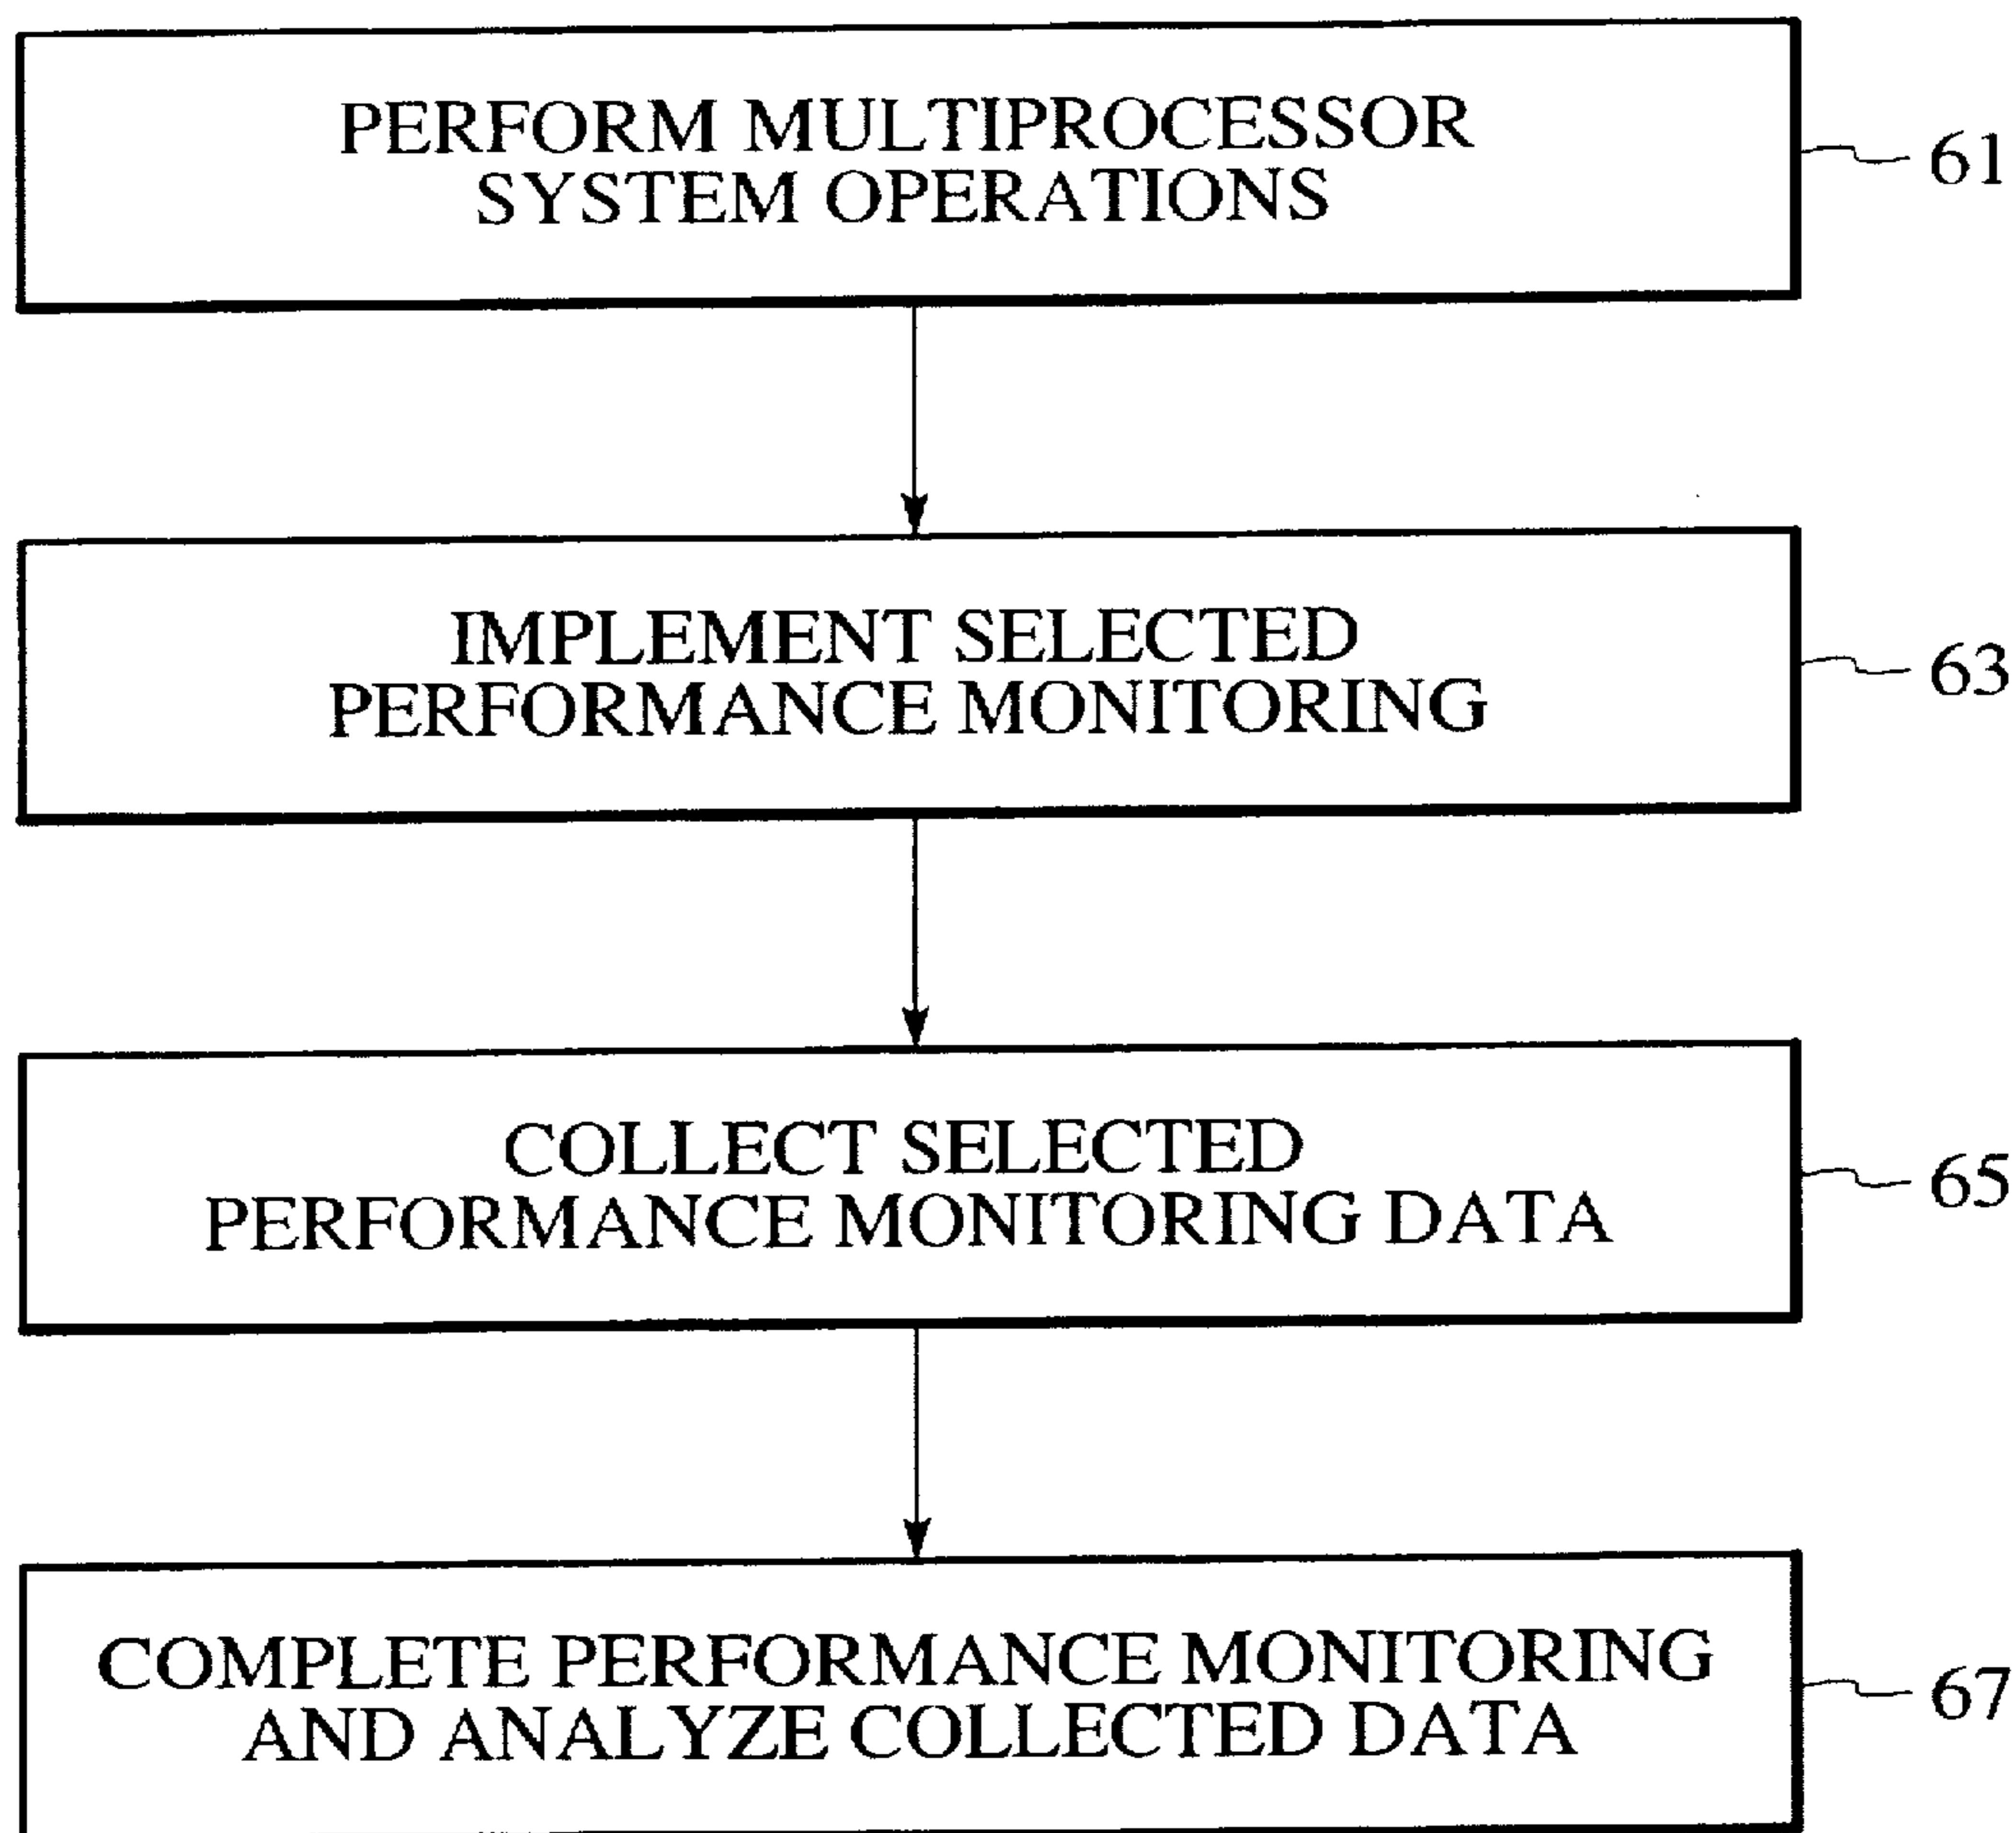 PERFORM MULTIPROCESSOR
SYSTEM OPERATIONS
61
IMPLEMENT SELECTED
PERFORMANCE MONITORING
63
COLLECT SELECTED
PERFORMANCE MONITORING DATA
65
COMPLETE PERFORMANCE MONITORING
AND ANALYZE COLLECTED DATA
67